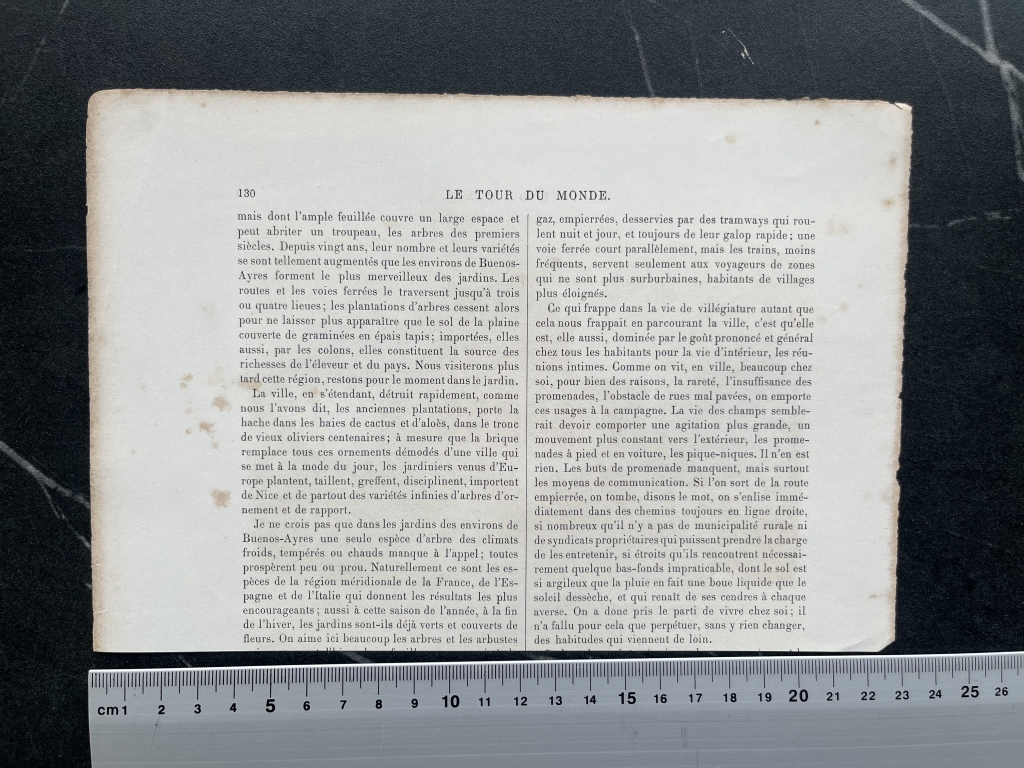 130
LE TOUR DU MONDE.
mais dont l'ample feuillée couvre un large espace et
peut abriter un troupeau, les arbres des premiers
siècles. Depuis vingt ans, leur nombre et leurs variétés
se sont tellement augmentés que les environs de Buenos-
Ayres forment le plus merveilleux des jardins. Les
routes et les voies ferrées le traversent jusqu'à trois
ou quatre lieues; les plantations d'arbres cessent alors
pour ne laisser plus apparaître que le sol de la plaine
couverte de graminées en épais tapis; importées, elles
aussi, par les colons, elles constituent la source des
richesses de l'éleveur et du pays. Nous visiterons plus
tard cette région, restons pour le moment dans le jardin.
La ville, en s'étendant, détruit rapidement, comme
nous l'avons dit, les anciennes plantations, porte la
hache dans les haies de cactus et d'aloès, dans le tronc
de vieux oliviers centenaires; à mesure que la brique
remplace tous ces ornements démodés d'une ville qui
se met à la mode du jour, les jardiniers venus d'Eu-
rope plantent, taillent, greffent, disciplinent, importent
de Nice et de partout des variétés infinies d'arbres d'or-
nement et de rapport.
Je ne crois pas que dans les jardins des environs de
Buenos-Ayres une seule espèce d'arbre des climats
froids, tempérés ou chauds manque à l'appel; toutes
prospèrent peu ou prou. Naturellement ce sont les es-
pèces de la région méridionale de la France, de l'Es-
pagne et de l'Italie qui donnent les résultats les plus
encourageants; aussi à cette saison de l'année, à la fin
de l'hiver, les jardins sont-ils déjà verts et couverts de
fleurs. On aime ici beaucoup les arbres et les arbustes
gaz, empierrées, desservies par des tramways qui rou-
lent nuit et jour, et toujours de leur galop rapide; une
voie ferrée court parallèlement, mais les trains, moins
fréquents, servent seulement aux voyageurs de zones
qui ne sont plus surburbaines, habitants de villages
plus éloignés.
Ce qui frappe dans la vie de villégiature autant que
cela nous frappait en parcourant la ville, c'est qu'elle
est, elle aussi, dominée par le goût prononcé et général
chez tous les habitants pour la vie d'intérieur, les réu-
nions intimes. Comme on vit, en ville, beaucoup chez
soi, pour bien des raisons, la rareté, l'insuffisance des
promenades, l'obstacle de rues mal pavées, on emporte
ces usages à la campagne. La vie des champs semble-
rait devoir comporter une agitation plus grande, un
mouvement plus constant vers l'extérieur, les prome-
nades à pied et en voiture, les pique-niques. Il n'en est
rien. Les buts de promenade manquent, mais surtout
les moyens de communication. Si l'on sort de la route
empierrée, on tombe, disons le mot, on s'enlise immé-
diatement dans des chemins toujours en ligne droite,
si nombreux qu'il n'y a pas de municipalité rurale ni
de syndicats propriétaires qui puissent prendre la charge
de les entretenir, si étroits qu'ils rencontrent nécessai-
rement quelque bas-fonds impraticable, dont le sol est
si argileux que la pluie en fait une boue liquide que le
soleil dessèche, et qui renaît de ses cendres à chaque
averse. On a donc pris le parti de vivre chez soi; il
n'a fallu pour cela que perpétuer, sans y rien changer,
des habitudes qui viennent de loin.
cm 1 2 3 4 5 6 7 8 9 10 11 12 13 14 15 16 17 18 19 20 21 22 23 24 25 26